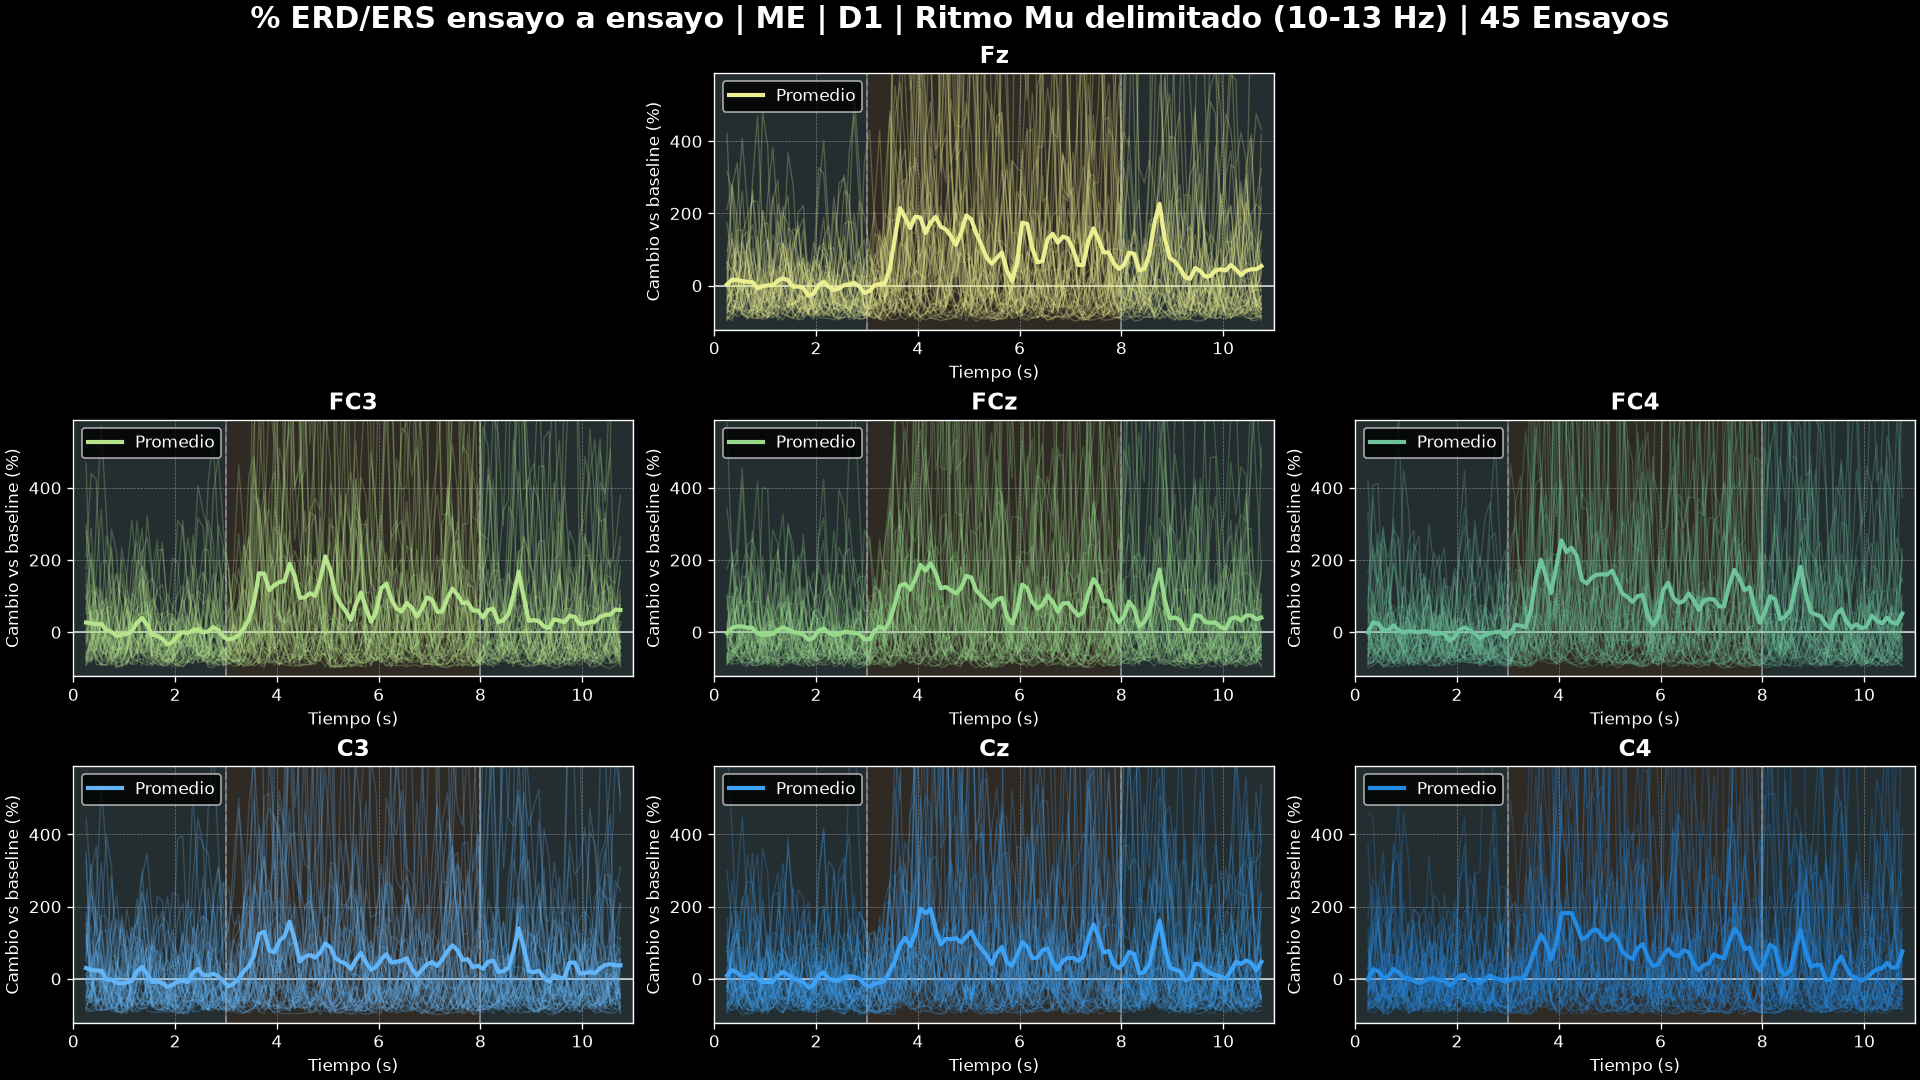 % ERD/ERS ensayo a ensayo | ME | D1 | Ritmo Mu delimitado (10-13 Hz) | 45 Ensayos
Fz
Promedio
Cambio vs baseline (%)
400
200
0
0 2 4 6 8 10
Tiempo (s)
FC3
Promedio
Cambio vs baseline (%)
400
200
0
0 2 4 6 8 10
Tiempo (s)
FCz
Promedio
Cambio vs baseline (%)
400
200
0
0 2 4 6 8 10
Tiempo (s)
FC4
Promedio
Cambio vs baseline (%)
400
200
0
0 2 4 6 8 10
Tiempo (s)
C3
Promedio
Cambio vs baseline (%)
400
200
0
0 2 4 6 8 10
Tiempo (s)
Cz
Promedio
Cambio vs baseline (%)
400
200
0
0 2 4 6 8 10
Tiempo (s)
C4
Promedio
Cambio vs baseline (%)
400
200
0
0 2 4 6 8 10
Tiempo (s)